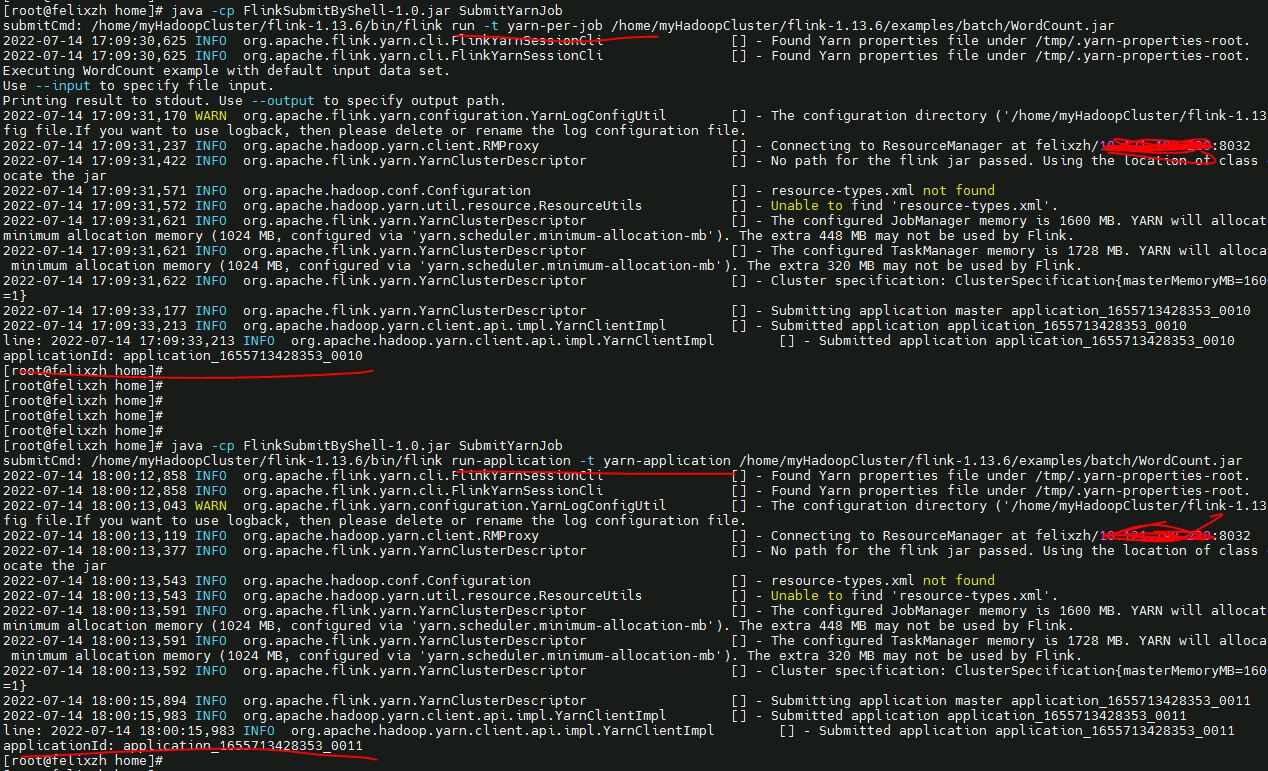 [root@felixzh home]# java -cp FlinkSubmitByShell-1.0.jar SubmitYarnJob
submitCmd: /home/myHadoopCluster/flink-1.13.6/bin/flink run -t yarn-per-job /home/myHadoopCluster/flink-1.13.6/examples/batch/WordCount.jar
2022-07-14 17:09:30,625 INFO  org.apache.flink.yarn.cli.FlinkYarnSessionCli                [] - Found Yarn properties file under /tmp/.yarn-properties-root.
2022-07-14 17:09:30,625 INFO  org.apache.flink.yarn.cli.FlinkYarnSessionCli                [] - Found Yarn properties file under /tmp/.yarn-properties-root.
Executing WordCount example with default input data set.
Use --input to specify file input.
Printing result to stdout. Use --output to specify output path.
2022-07-14 17:09:31,170 WARN  org.apache.flink.yarn.configuration.YarnLogConfigUtil        [] - The configuration directory ('/home/myHadoopCluster/flink-1.13
fig file.If you want to use logback, then please delete or rename the log configuration file.
2022-07-14 17:09:31,237 INFO  org.apache.hadoop.yarn.client.RMProxy                        [] - Connecting to ResourceManager at felixzh/ :8032
2022-07-14 17:09:31,422 INFO  org.apache.flink.yarn.YarnClusterDescriptor                  [] - No path for the flink jar passed. Using the location of class
ocate the jar
2022-07-14 17:09:31,571 INFO  org.apache.hadoop.conf.Configuration                         [] - resource-types.xml not found
2022-07-14 17:09:31,572 INFO  org.apache.hadoop.yarn.util.resource.ResourceUtils           [] - Unable to find 'resource-types.xml'.
2022-07-14 17:09:31,621 INFO  org.apache.flink.yarn.YarnClusterDescriptor                  [] - The configured JobManager memory is 1600 MB. YARN will allocat
minimum allocation memory (1024 MB, configured via 'yarn.scheduler.minimum-allocation-mb'). The extra 448 MB may not be used by Flink.
2022-07-14 17:09:31,621 INFO  org.apache.flink.yarn.YarnClusterDescriptor                  [] - The configured TaskManager memory is 1728 MB. YARN will alloca
 minimum allocation memory (1024 MB, configured via 'yarn.scheduler.minimum-allocation-mb'). The extra 320 MB may not be used by Flink.
2022-07-14 17:09:31,622 INFO  org.apache.flink.yarn.YarnClusterDescriptor                  [] - Cluster specification: ClusterSpecification{masterMemoryMB=160
=1}
2022-07-14 17:09:33,177 INFO  org.apache.flink.yarn.YarnClusterDescriptor                  [] - Submitting application master application_1655713428353_0010
2022-07-14 17:09:33,213 INFO  org.apache.hadoop.yarn.client.api.impl.YarnClientImpl        [] - Submitted application application_1655713428353_0010
line: 2022-07-14 17:09:33,213 INFO  org.apache.hadoop.yarn.client.api.impl.YarnClientImpl        [] - Submitted application application_1655713428353_0010
applicationId: application_1655713428353_0010
[root@felixzh home]#
[root@felixzh home]#
[root@felixzh home]#
[root@felixzh home]#
[root@felixzh home]#
[root@felixzh home]# java -cp FlinkSubmitByShell-1.0.jar SubmitYarnJob
submitCmd: /home/myHadoopCluster/flink-1.13.6/bin/flink run-application -t yarn-application /home/myHadoopCluster/flink-1.13.6/examples/batch/WordCount.jar
2022-07-14 18:00:12,858 INFO  org.apache.flink.yarn.cli.FlinkYarnSessionCli                [] - Found Yarn properties file under /tmp/.yarn-properties-root.
2022-07-14 18:00:12,858 INFO  org.apache.flink.yarn.cli.FlinkYarnSessionCli                [] - Found Yarn properties file under /tmp/.yarn-properties-root.
2022-07-14 18:00:13,043 WARN  org.apache.flink.yarn.configuration.YarnLogConfigUtil        [] - The configuration directory ('/home/myHadoopCluster/flink-1.13
fig file.If you want to use logback, then please delete or rename the log configuration file.
2022-07-14 18:00:13,119 INFO  org.apache.hadoop.yarn.client.RMProxy                        [] - Connecting to ResourceManager at felixzh/ :8032
2022-07-14 18:00:13,377 INFO  org.apache.flink.yarn.YarnClusterDescriptor                  [] - No path for the flink jar passed. Using the location of class
ocate the jar
2022-07-14 18:00:13,543 INFO  org.apache.hadoop.conf.Configuration                         [] - resource-types.xml not found
2022-07-14 18:00:13,543 INFO  org.apache.hadoop.yarn.util.resource.ResourceUtils           [] - Unable to find 'resource-types.xml'.
2022-07-14 18:00:13,591 INFO  org.apache.flink.yarn.YarnClusterDescriptor                  [] - The configured JobManager memory is 1600 MB. YARN will allocat
minimum allocation memory (1024 MB, configured via 'yarn.scheduler.minimum-allocation-mb'). The extra 448 MB may not be used by Flink.
2022-07-14 18:00:13,591 INFO  org.apache.flink.yarn.YarnClusterDescriptor                  [] - The configured TaskManager memory is 1728 MB. YARN will alloca
 minimum allocation memory (1024 MB, configured via 'yarn.scheduler.minimum-allocation-mb'). The extra 320 MB may not be used by Flink.
2022-07-14 18:00:13,592 INFO  org.apache.flink.yarn.YarnClusterDescriptor                  [] - Cluster specification: ClusterSpecification{masterMemoryMB=160
=1}
2022-07-14 18:00:15,894 INFO  org.apache.flink.yarn.YarnClusterDescriptor                  [] - Submitting application master application_1655713428353_0011
2022-07-14 18:00:15,983 INFO  org.apache.hadoop.yarn.client.api.impl.YarnClientImpl        [] - Submitted application application_1655713428353_0011
line: 2022-07-14 18:00:15,983 INFO  org.apache.hadoop.yarn.client.api.impl.YarnClientImpl        [] - Submitted application application_1655713428353_0011
applicationId: application_1655713428353_0011
[root@felixzh home]#